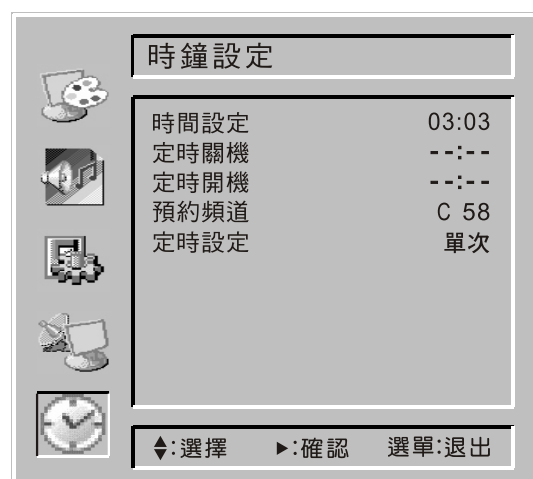 時鐘設定
時間設定 03:03
定時關機 --:--
定時開機 --:--
預約頻道 C 58
定時設定 單次
♦:選擇 ►:確認 選單:退出